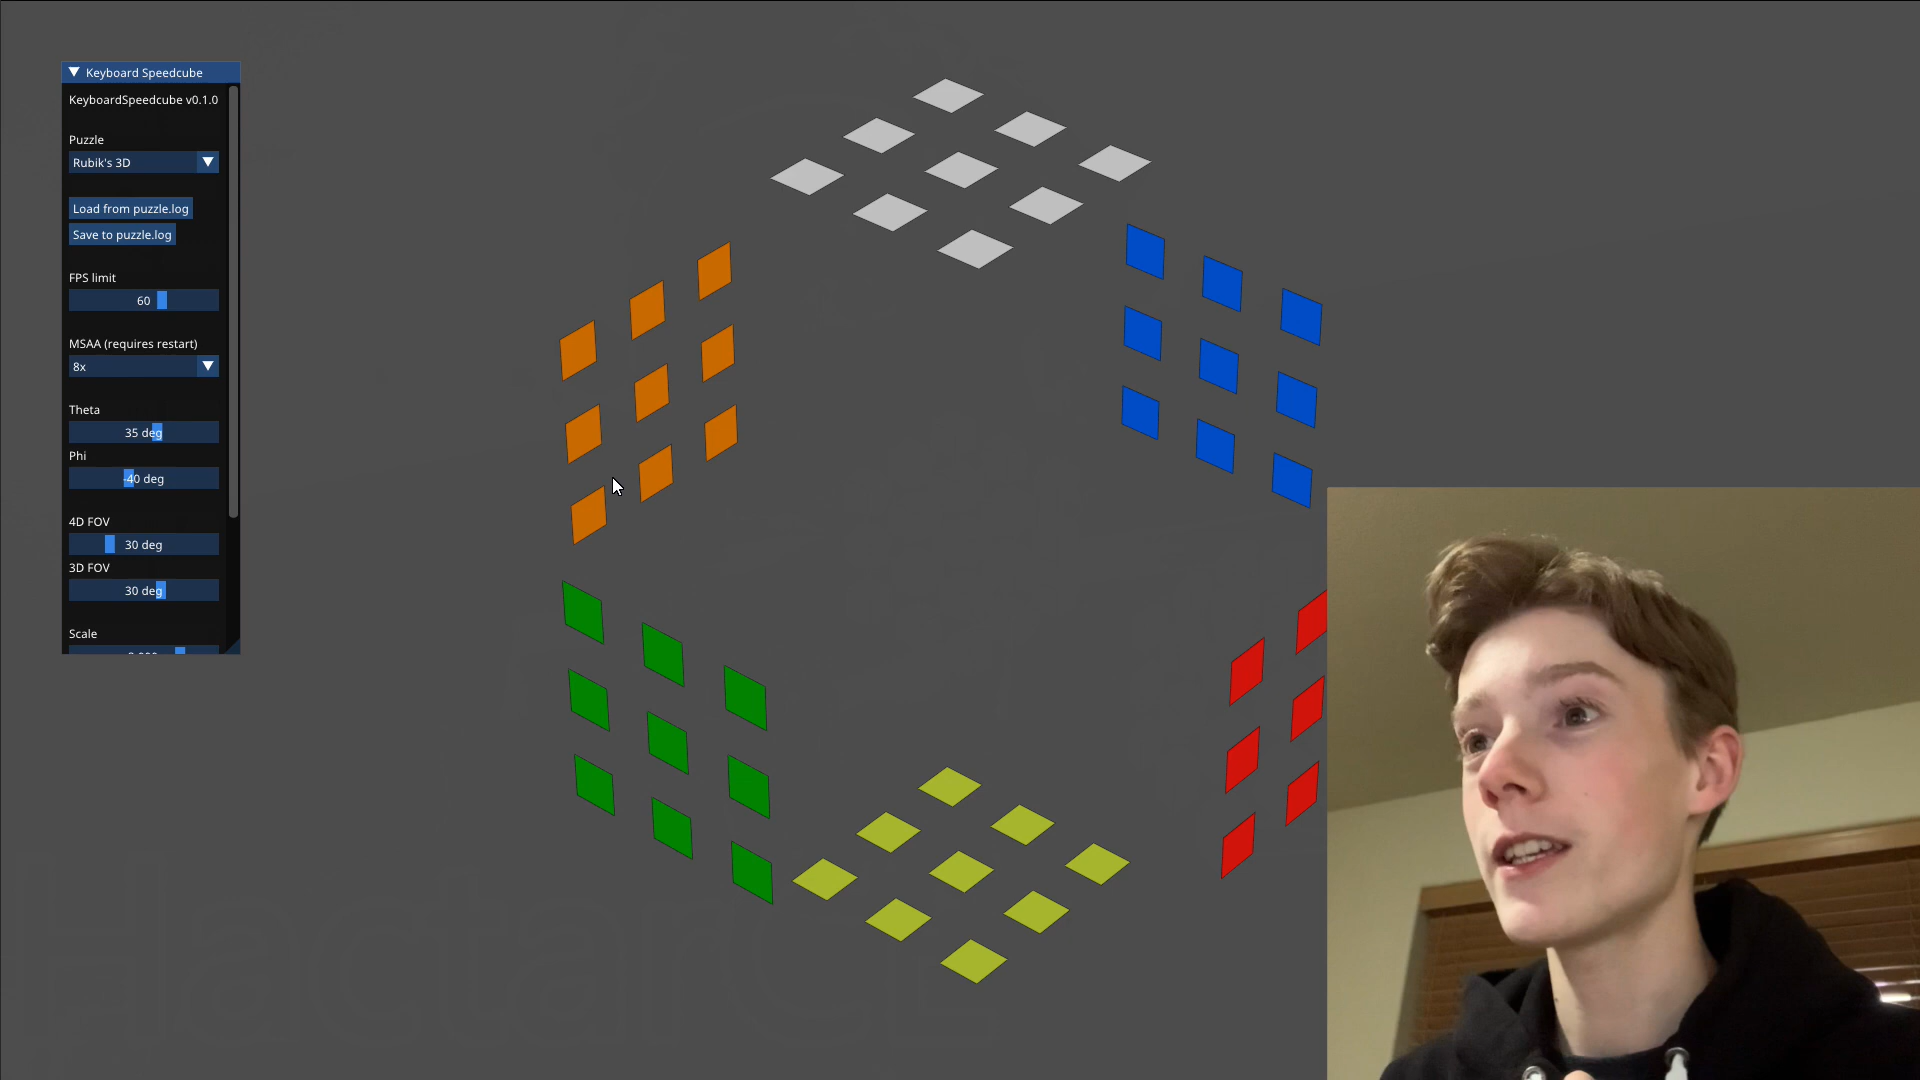 Keyboard Speedcube
KeyboardSpeedcube v0.1.0
Puzzle
Rubik's 3D
Load from puzzle.log
Save to puzzle.log
FPS limit
60
MSAA (requires restart)
8x
Theta
35 deg
Phi
-40 deg
4D FOV
30 deg
3D FOV
30 deg
Scale